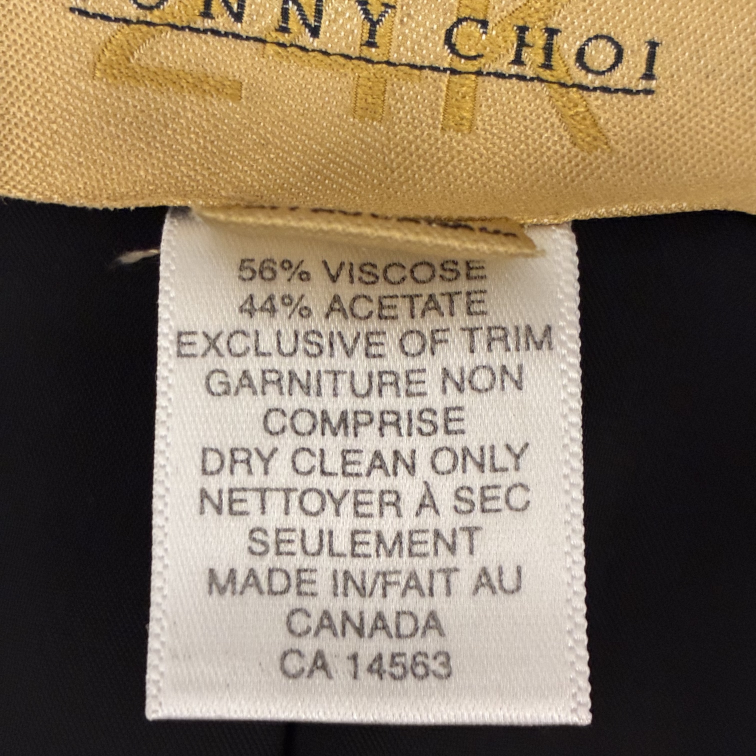 CHOI
24K
56% VISCOSE
44% ACETATE
EXCLUSIVE OF TRIM
GARNITURE NON
COMPRISE
DRY CLEAN ONLY
NETTOYER À SEC
SEULEMENT
MADE IN/FAIT AU
CANADA
CA 14563